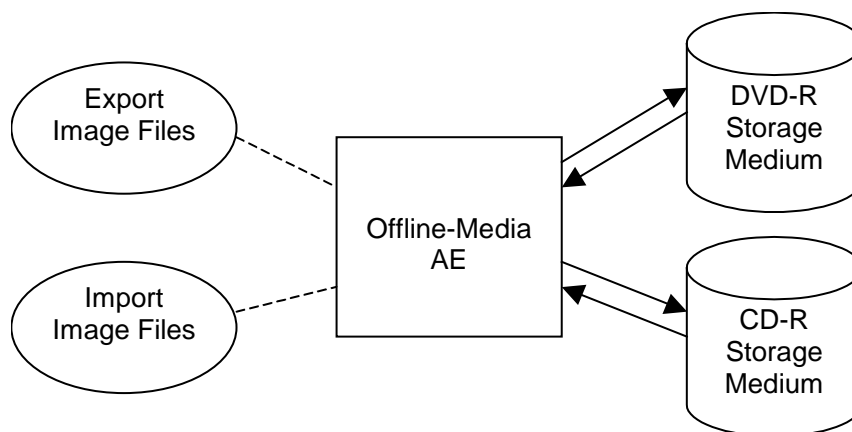 Export
Image Files
Import
Image Files
Offline-Media
AE
DVD-R
Storage
Medium
CD-R
Storage
Medium